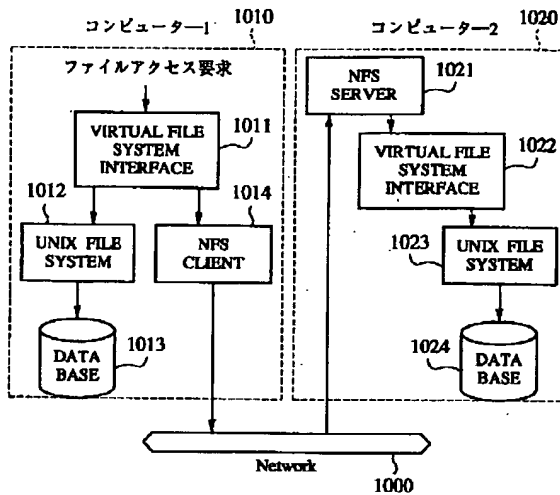 コンピューター1
1010
ファイルアクセス要求
VIRTUAL FILE
SYSTEM
INTERFACE
1011
1012
UNIX FILE
SYSTEM
1014
NFS
CLIENT
DATA
BASE
1013
コンピューター2
1020
NFS
SERVER
1021
VIRTUAL FILE
SYSTEM
INTERFACE
1022
1023
UNIX FILE
SYSTEM
1024
DATA
BASE
Network
1000